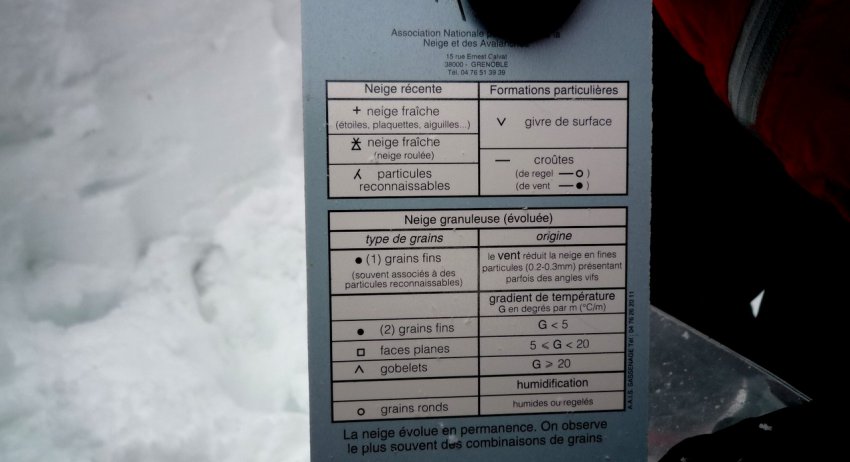 Association Nationale
Neige et des Avalanches
15 rue Ernest Calvat
38000 - GRENOBLE
Tél. 04 76 51 39 39
Neige récente
+ neige fraîche
(étoiles, plaquettes, aiguilles...)
neige fraîche
(neige roulée)
particules
reconnaissables
Formations particulières
V givre de surface
— croûtes
(de regel —o)
(de vent —●)
Neige granuleuse (évoluée)
type de grains
origine
● (1) grains fins
(souvent associés à des
particules reconnaissables)
le vent réduit la neige en fines
particules (0.2-0.3mm) présentant
parfois des angles vifs
gradient de température
G en degrés par m (°C/m)
● (2) grains fins
G < 5
□ faces planes
5 ⩽ G < 20
Λ gobelets
G ⩾ 20
humidification
o grains ronds
humides ou regelés
La neige évolue en permanence. On observe
le plus souvent des combinaisons de grains